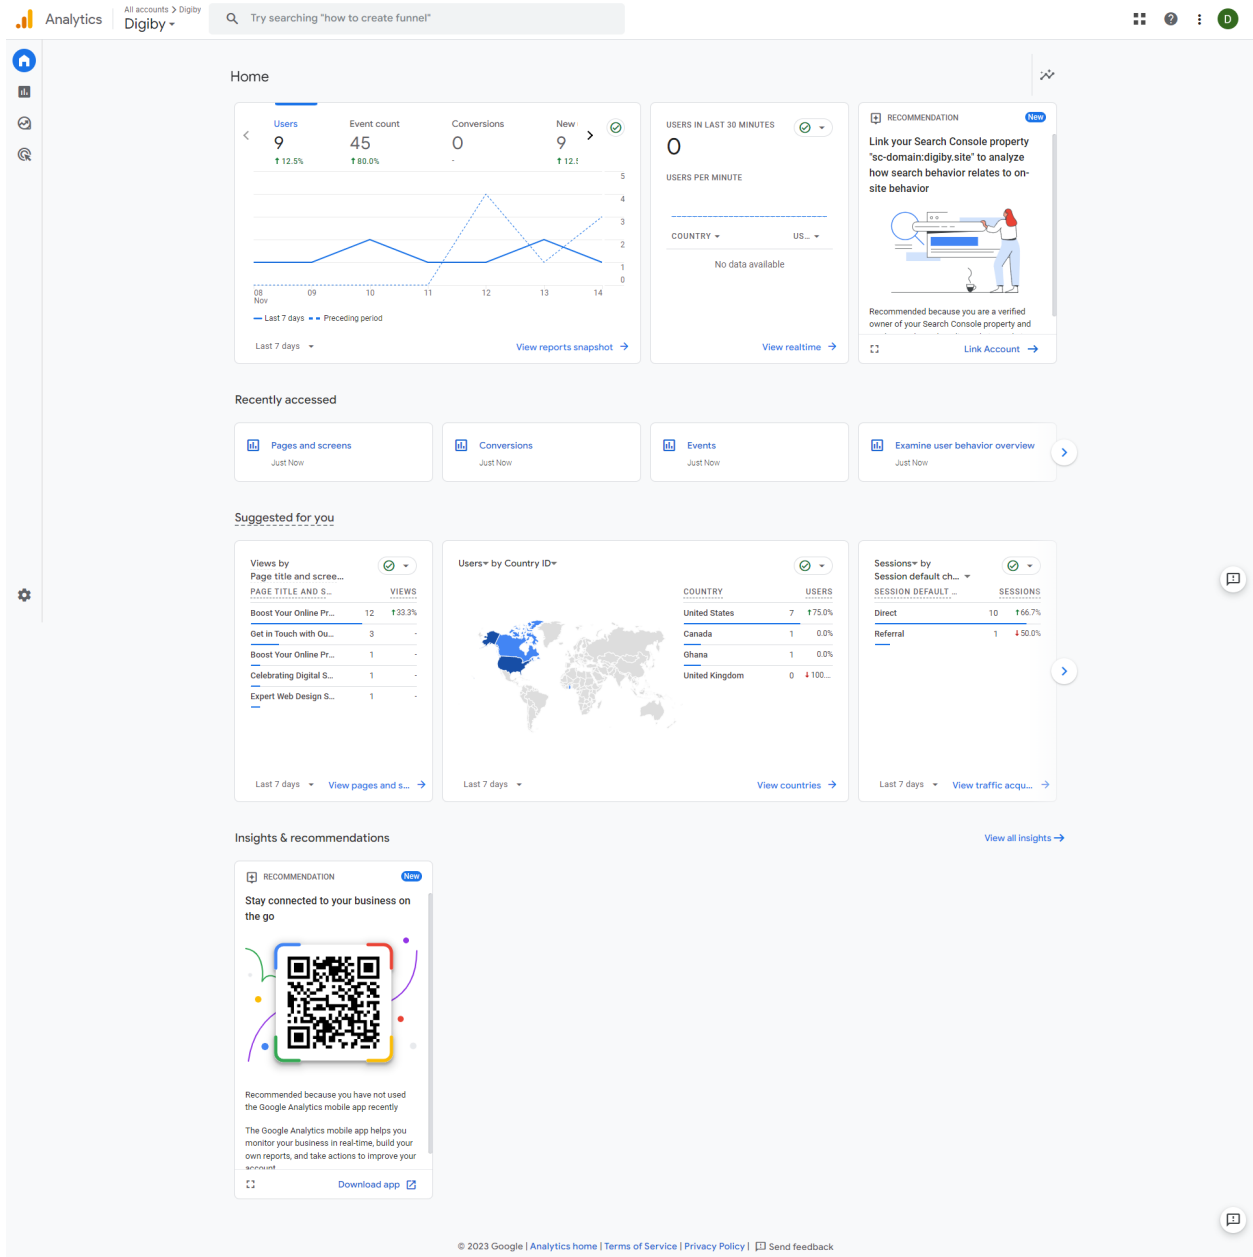 Analytics
All accounts > Digiby
Digiby
Try searching "how to create funnel"
D
Home
Users
9
12.5%
Event count
45
80.0%
Conversions
0
-
New
9
5
4
3
2
1
0
08
Nov
09
10
11
12
13
14
Last 7 days
Preceding period
Last 7 days
View reports snapshot
USERS IN LAST 30 MINUTES
0
USERS PER MINUTE
COUNTRY
US...
No data available
View realtime
RECOMMENDATION
New
Link your Search Console property
"sc-domain:digiby.site" to analyze
how search behavior relates to on-
site behavior
Recommended because you are a verified
owner of your Search Console property and
Link Account
Recently accessed
Pages and screens
Just Now
Conversions
Just Now
Events
Just Now
Examine user behavior overview
Just Now
Suggested for you
Views by
Page title and scree...
PAGE TITLE AND S... VIEWS
Boost Your Online Pr... 12 33.3%
Get in Touch with Ou... 3 -
Boost Your Online Pr... 1 -
Celebrating Digital S... 1 -
Expert Web Design S... 1 -
Last 7 days
View pages and s...
Users by Country ID
COUNTRY USERS
United States 7 75.0%
Canada 1 0.0%
Ghana 1 0.0%
United Kingdom 0 100...
Last 7 days
View countries
Sessions by
Session default ch...
SESSION DEFAULT ... SESSIONS
Direct 10 66.7%
Referral 1 50.0%
Last 7 days
View traffic acqu...
Insights & recommendations
View all insights
RECOMMENDATION
New
Stay connected to your business on
the go
Recommended because you have not used
the Google Analytics mobile app recently
The Google Analytics mobile app helps you
monitor your business in real-time, build your
own reports, and take actions to improve your
account
Download app
© 2023 Google | Analytics home | Terms of Service | Privacy Policy | Send feedback